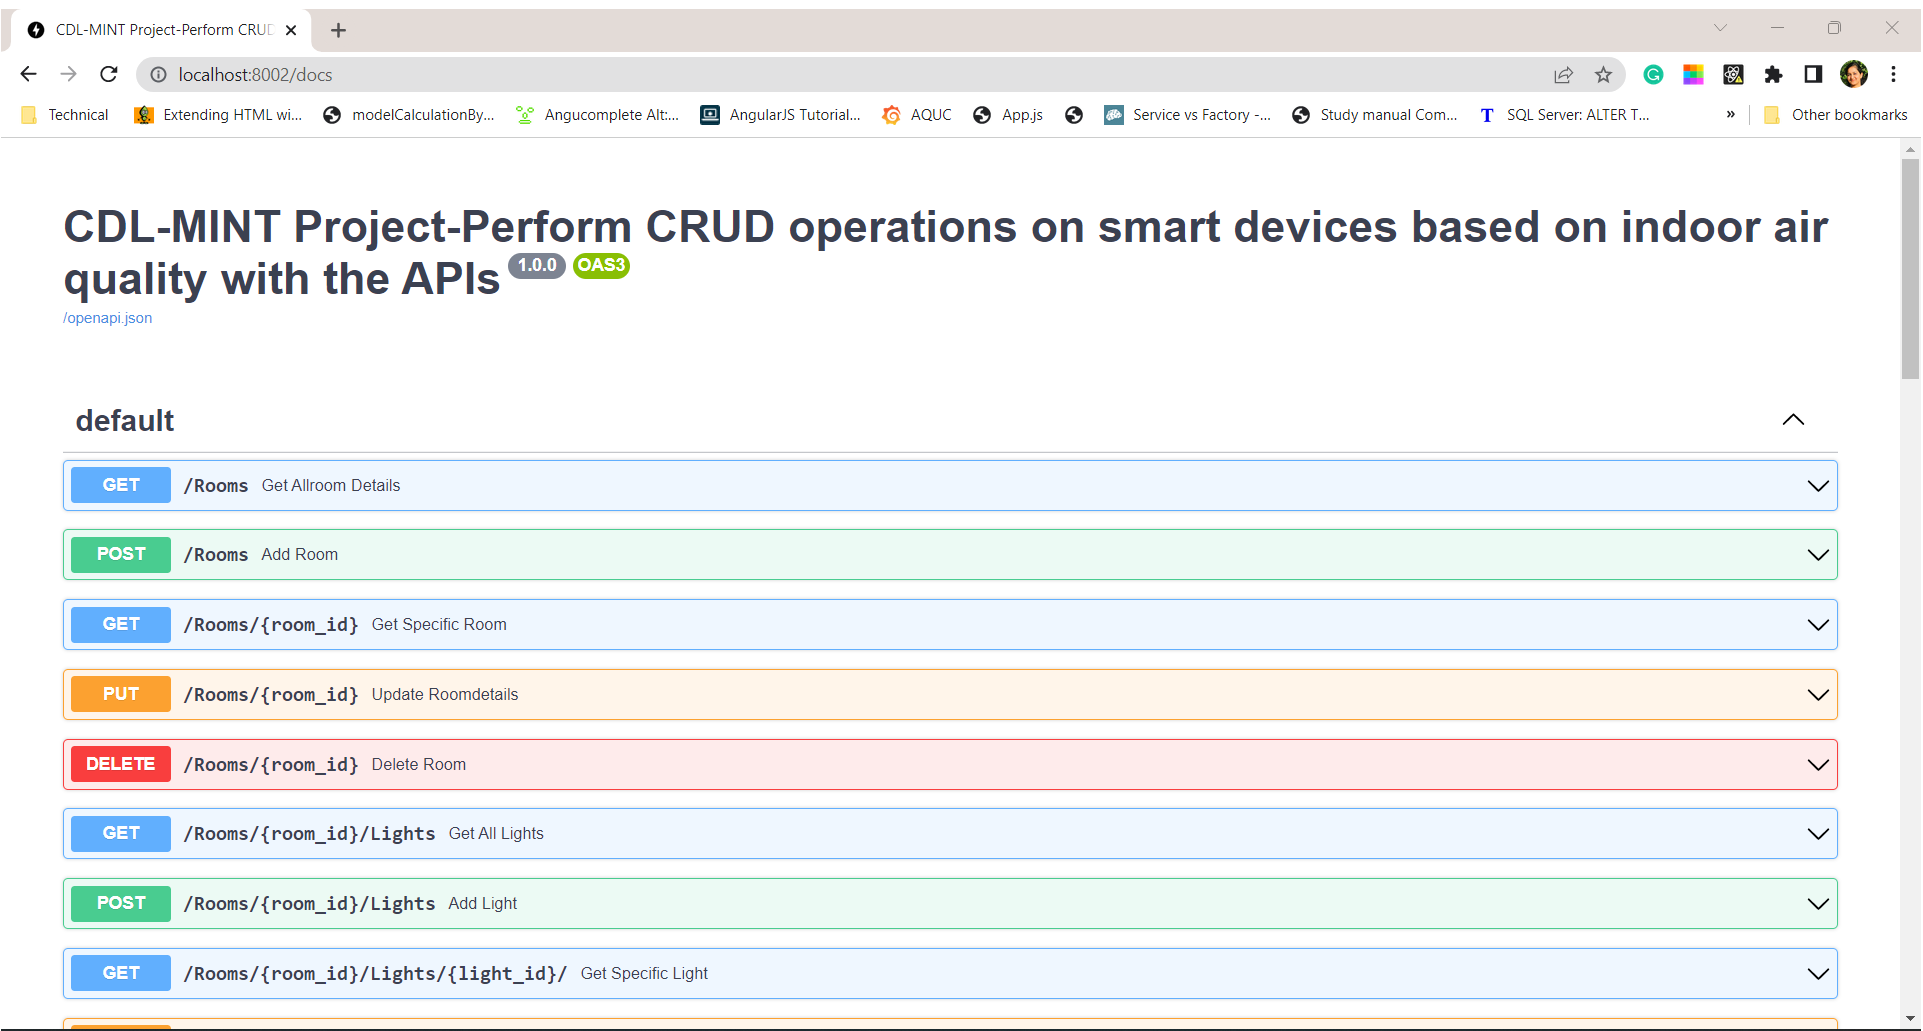 CDL-MINT Project-Perform CRUD
localhost:8002/docs
Technical Extending HTML wi... modelCalculationBy... Angucomplete Alt:... AngularJS Tutorial... AQUC App.js Service vs Factory -... Study manual Com... T SQL Server: ALTER T... » Other bookmarks
CDL-MINT Project-Perform CRUD operations on smart devices based on indoor air
quality with the APIs 1.0.0 OAS3
/openapi.json
default
GET /Rooms Get Allroom Details
POST /Rooms Add Room
GET /Rooms/{room_id} Get Specific Room
PUT /Rooms/{room_id} Update Roomdetails
DELETE /Rooms/{room_id} Delete Room
GET /Rooms/{room_id}/Lights Get All Lights
POST /Rooms/{room_id}/Lights Add Light
GET /Rooms/{room_id}/Lights/{light_id}/ Get Specific Light